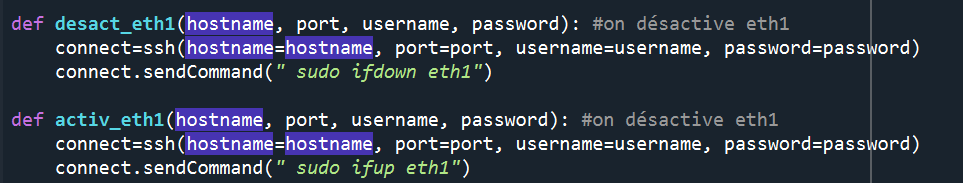 def desact_eth1(hostname, port, username, password): #on désactive eth1
    connect=ssh(hostname=hostname, port=port, username=username, password=password)
    connect.sendCommand(" sudo ifdown eth1")
def activ_eth1(hostname, port, username, password): #on désactive eth1
    connect=ssh(hostname=hostname, port=port, username=username, password=password)
    connect.sendCommand(" sudo ifup eth1")